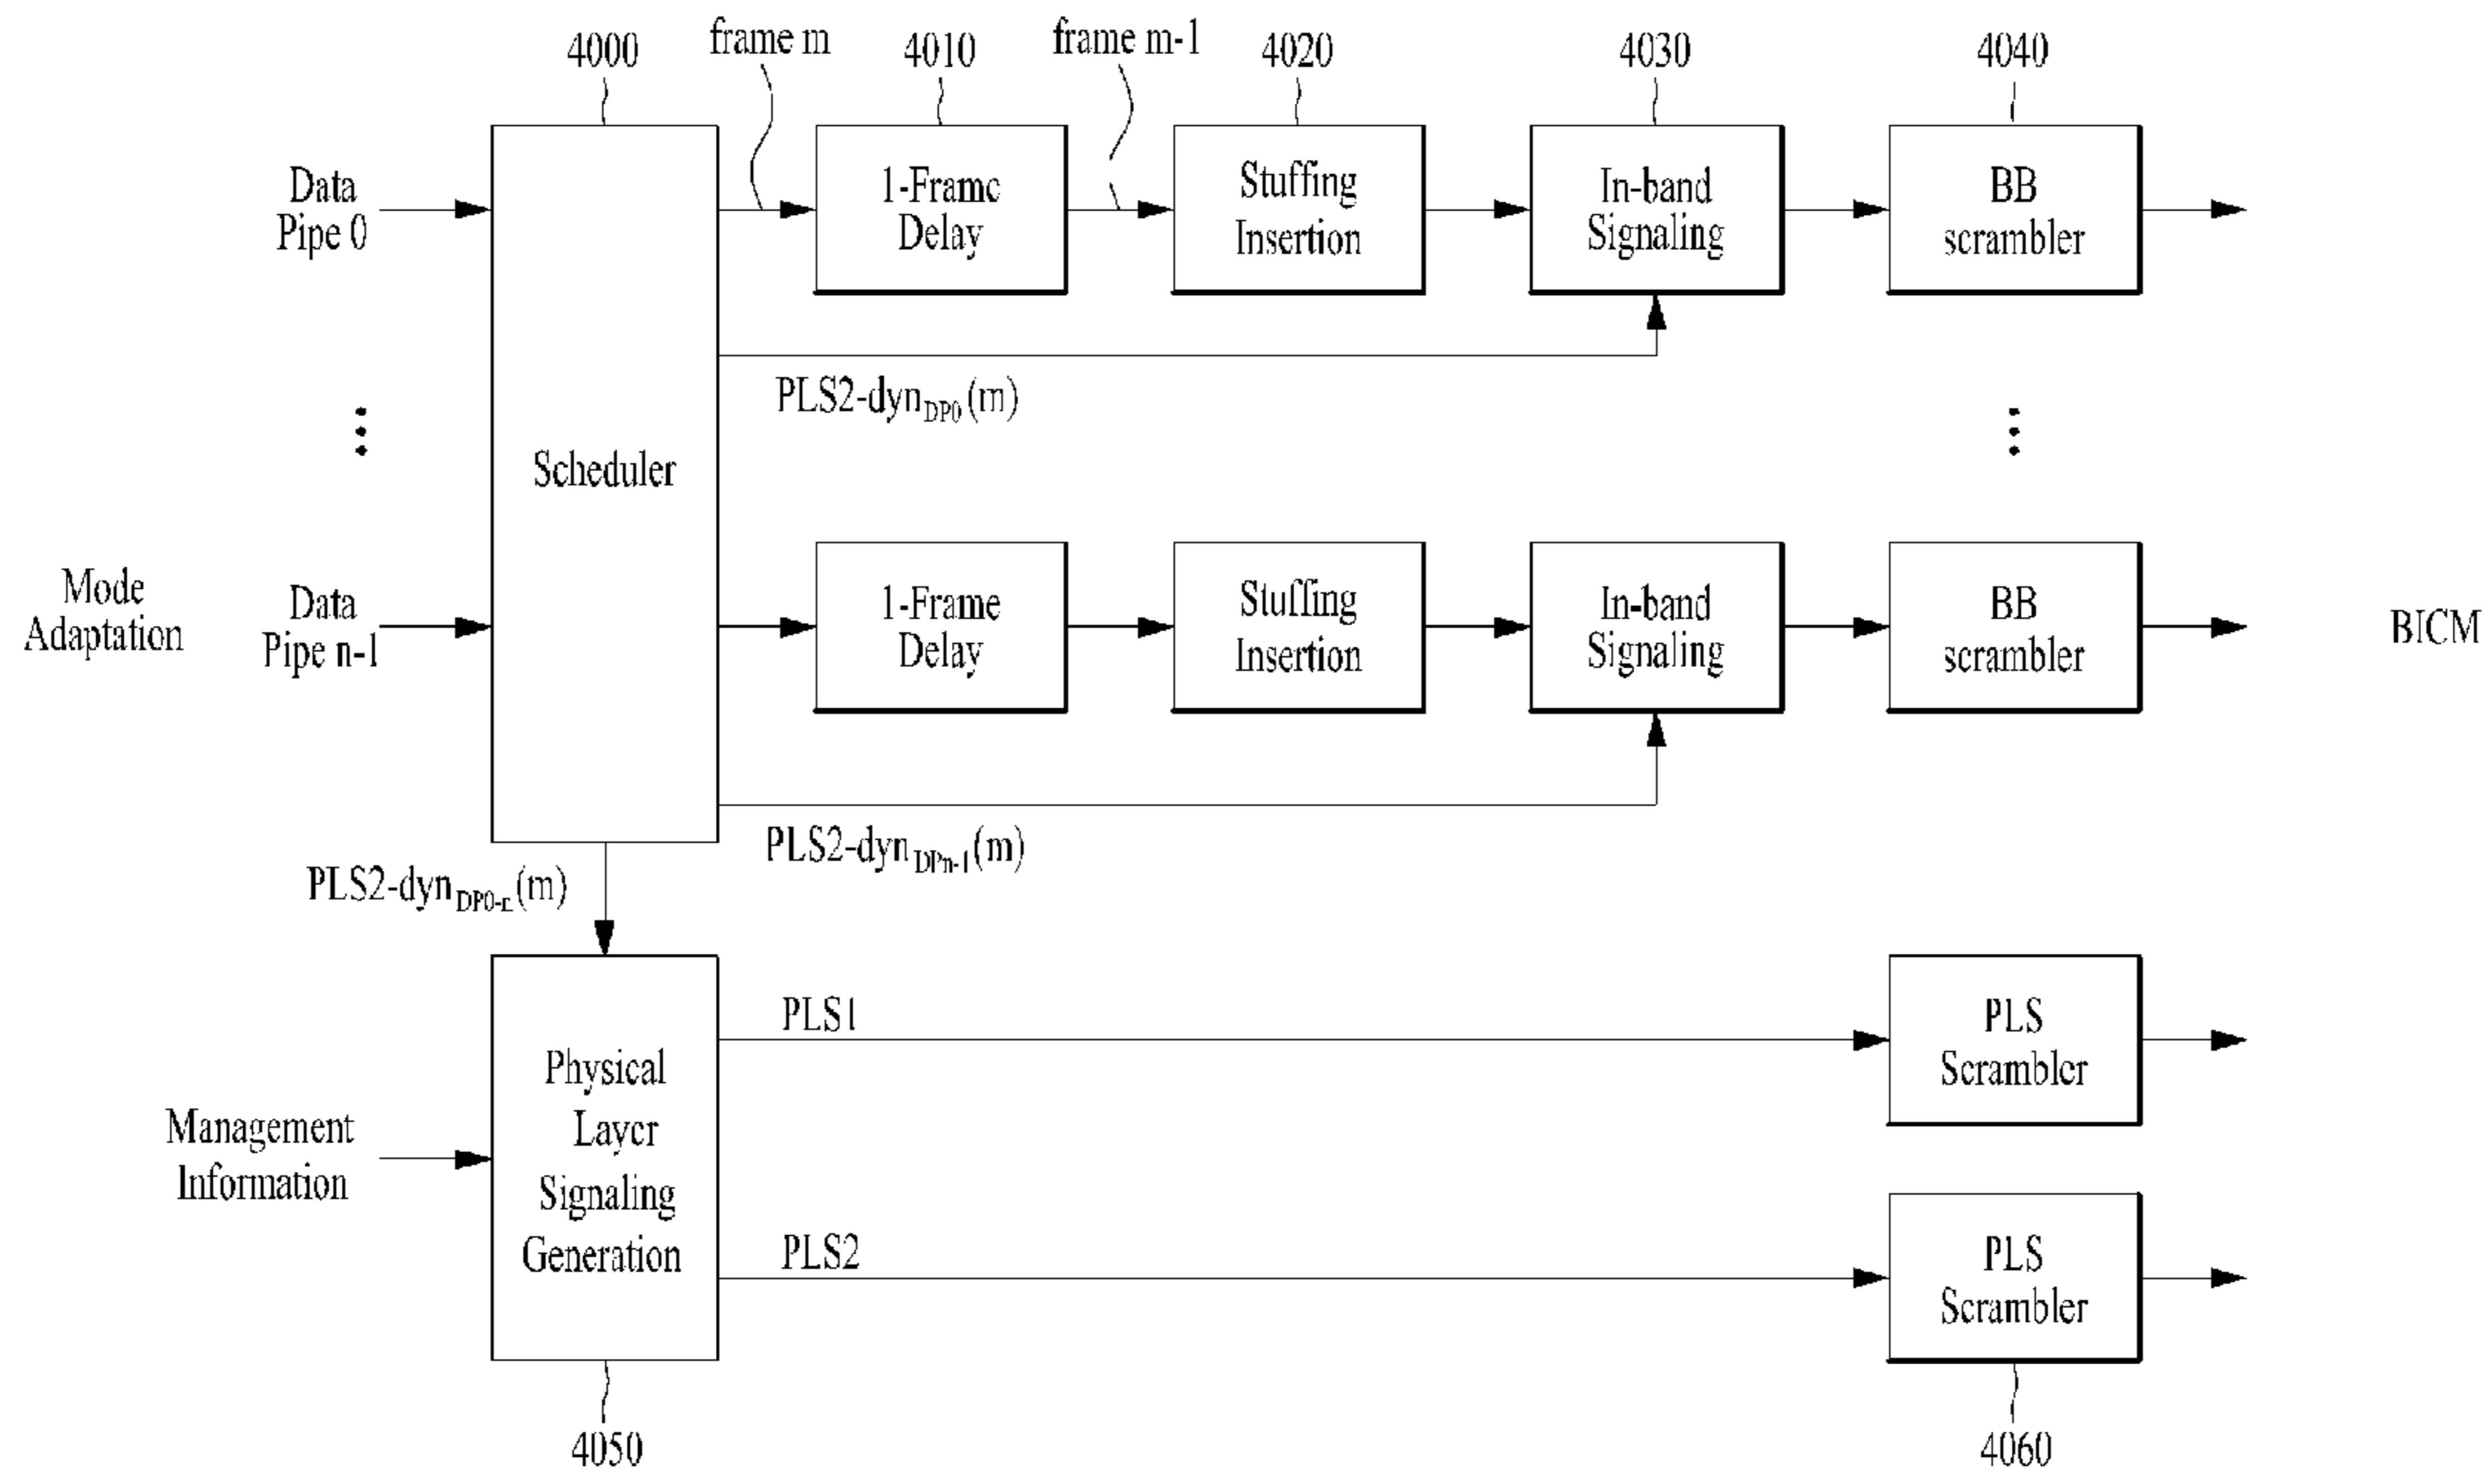 4000
frame m
4010
frame m-1
4020
4030
4040
Data
Pipe 0
1-Frame
Delay
Stuffing
Insertion
In-band
Signaling
BB
scrambler
PLS2-dynDP0(m)
Scheduler
Mode
Adaptation
Data
Pipe n-1
1-Frame
Delay
Stuffing
Insertion
In-band
Signaling
BB
scrambler
BICM
PLS2-dynDPn-1(m)
PLS2-dynDP0-n(m)
Management
Information
Physical
Layer
Signaling
Generation
PLS1
PLS
Scrambler
PLS2
PLS
Scrambler
4050
4060